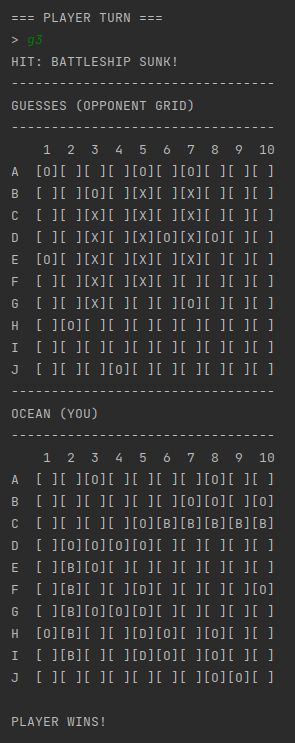 === PLAYER TURN ===
> g3
HIT: BATTLESHIP SUNK!
--------------------------------
GUESSES (OPPONENT GRID)
--------------------------------
    1  2  3  4  5  6  7  8  9  10
A  [O][ ][ ][ ][O][ ][O][ ][ ][ ]
B  [ ][ ][O][ ][X][ ][X][ ][ ][ ]
C  [ ][ ][X][ ][X][ ][X][ ][ ][ ]
D  [ ][ ][X][ ][X][O][X][O][ ][ ]
E  [O][ ][X][ ][X][ ][X][ ][ ][ ]
F  [ ][ ][X][ ][X][ ][ ][ ][ ][ ]
G  [ ][ ][X][ ][ ][ ][O][ ][ ][ ]
H  [ ][O][ ][ ][ ][ ][ ][ ][ ][ ]
I  [ ][ ][ ][ ][ ][ ][ ][ ][ ][ ]
J  [ ][ ][ ][O][ ][ ][ ][ ][ ][ ]
--------------------------------
OCEAN (YOU)
--------------------------------
    1  2  3  4  5  6  7  8  9  10
A  [ ][ ][O][ ][ ][ ][ ][O][ ][ ]
B  [ ][ ][ ][ ][ ][ ][O][O][ ][O]
C  [ ][ ][ ][ ][O][B][B][B][B][B]
D  [ ][O][O][O][O][ ][ ][ ][ ][ ]
E  [ ][B][O][ ][ ][ ][ ][ ][ ][ ]
F  [ ][B][ ][ ][D][ ][ ][ ][ ][O]
G  [ ][B][O][O][D][ ][ ][ ][ ][ ]
H  [O][B][ ][ ][D][O][ ][O][ ][ ]
I  [ ][B][ ][ ][D][O][ ][O][ ][ ]
J  [ ][ ][ ][ ][ ][ ][ ][O][O][ ]
PLAYER WINS!